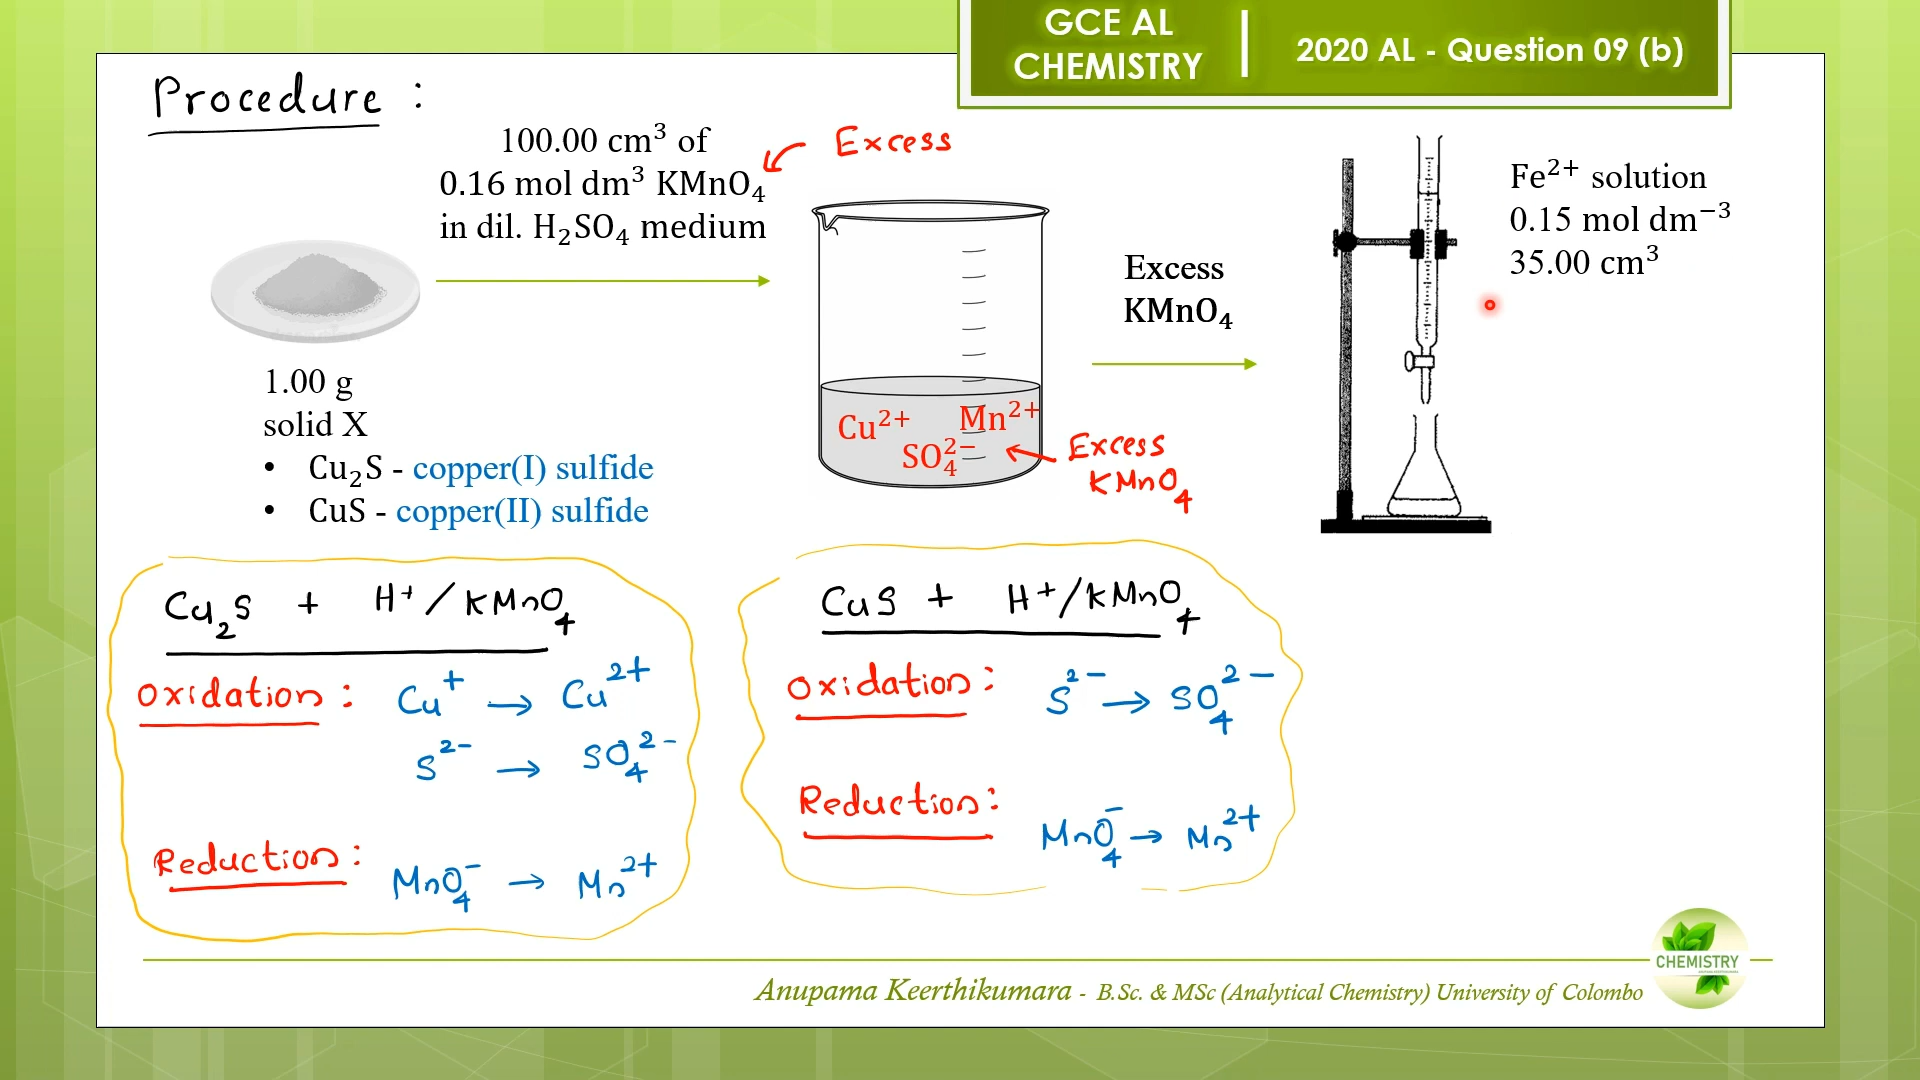 GCE AL
CHEMISTRY
2020 AL - Question 09 (b)
Procedure :
100.00 cm³ of
0.16 mol dm³ KMnO₄
in dil. H₂SO₄ medium
Excess
Excess
KMnO₄
Fe²⁺ solution
0.15 mol dm⁻³
35.00 cm³
1.00 g
solid X
• Cu₂S - copper(I) sulfide
• CuS - copper(II) sulfide
Cu²⁺ Mn²⁺
SO₄²⁻
Excess
KMnO₄
Cu₂S + H⁺/KMnO₄
Oxidation : Cu⁺ → Cu²⁺
S²⁻ → SO₄²⁻
Reduction : MnO₄⁻ → Mn²⁺
CuS + H⁺/KMnO₄
Oxidation : S²⁻ → SO₄²⁻
Reduction : MnO₄⁻ → Mn²⁺
CHEMISTRY
Anupama Keerthikumara - B.Sc. & MSc (Analytical Chemistry) University of Colombo